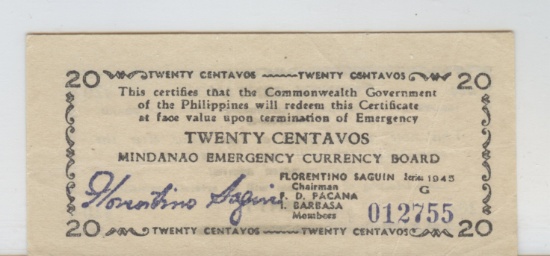 20 TWENTY CENTAVOS TWENTY CENTAVOS 20
This certifies that the Commonwealth Government
of the Philippines will redeem this Certificate
at face value upon termination of Emergency
TWENTY CENTAVOS
MINDANAO EMERGENCY CURRENCY BOARD
FLORENTINO SAGUIN Series 1945
Chairman G
Florentino Saguin
P. D. PACANA
I. BARBASA
Members 012755
20 TWENTY CENTAVOS TWENTY CENTAVOS 20